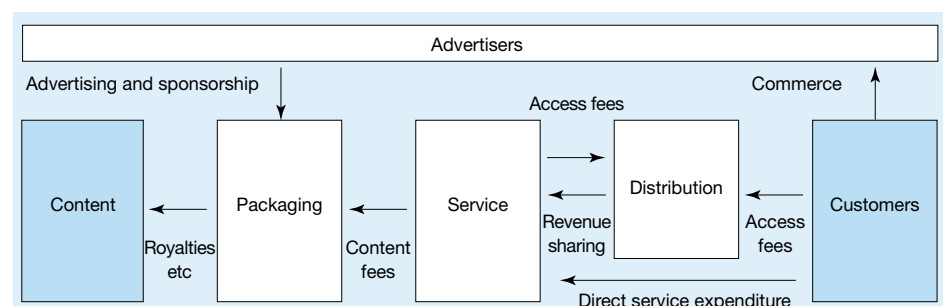 Advertisers
Advertising and sponsorship
Commerce
Access fees
Content
Packaging
Service
Distribution
Customers
Royalties
etc
Content
fees
Revenue
sharing
Access
fees
Direct service expenditure